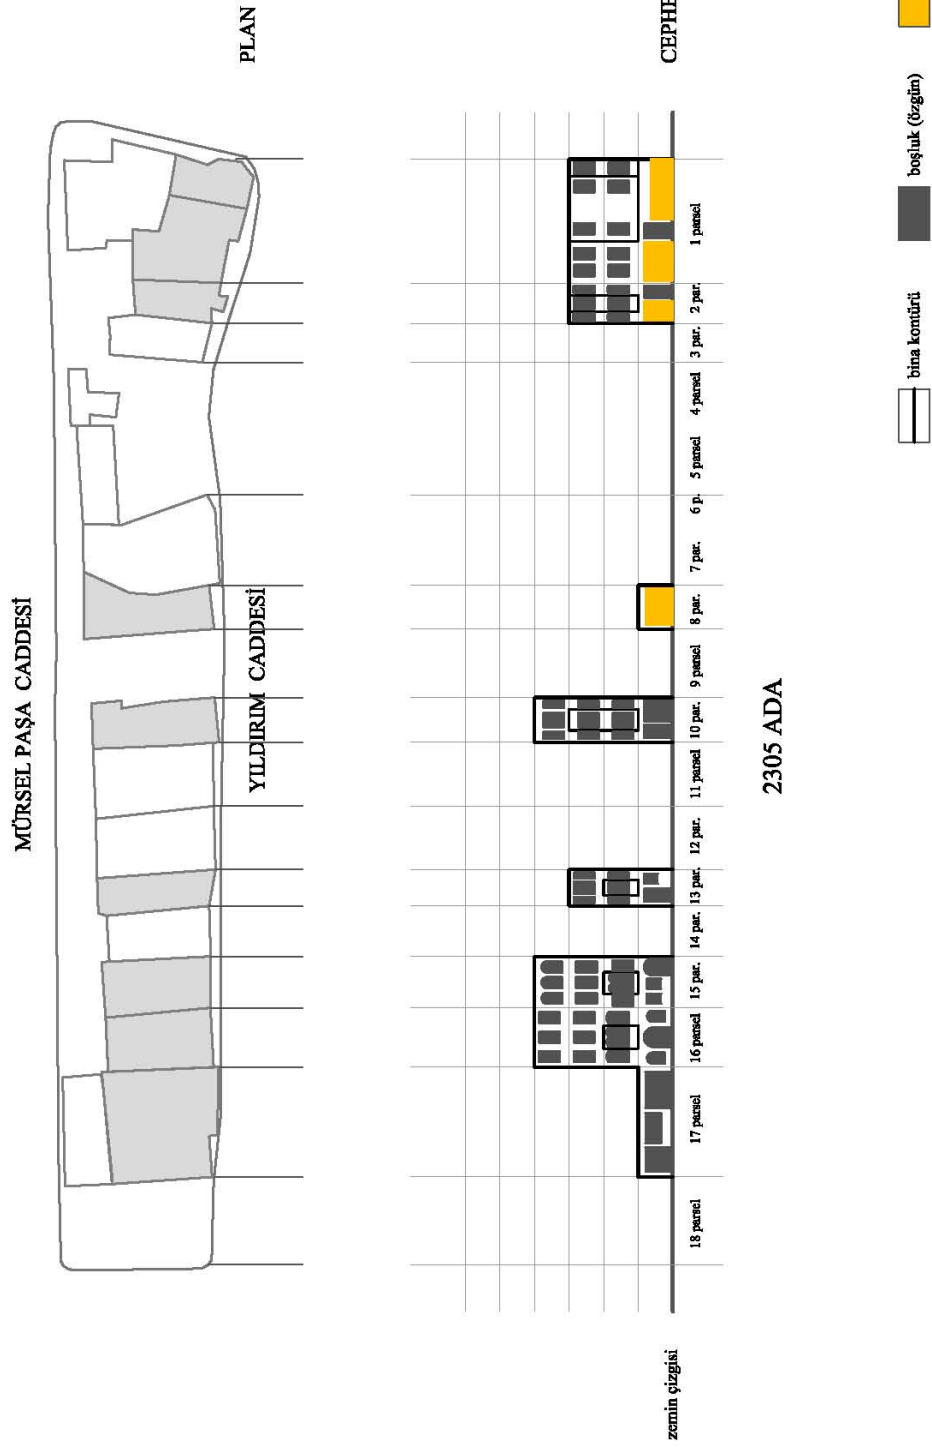 MÜRSEL PAŞA CADDESİ
YILDIRIM CADDESİ
PLAN
CEPHE
18 parsel
17 parsel
16 parsel
15 par.
14 par.
13 par.
12 par.
11 parsel
10 par.
9 parsel
8 par.
7 par.
6 p.
5 parsel
4 parsel
3 par.
2 par.
1 parsel
zemin çizgisi
2305 ADA
bina kontürü
boşluk (özgün)